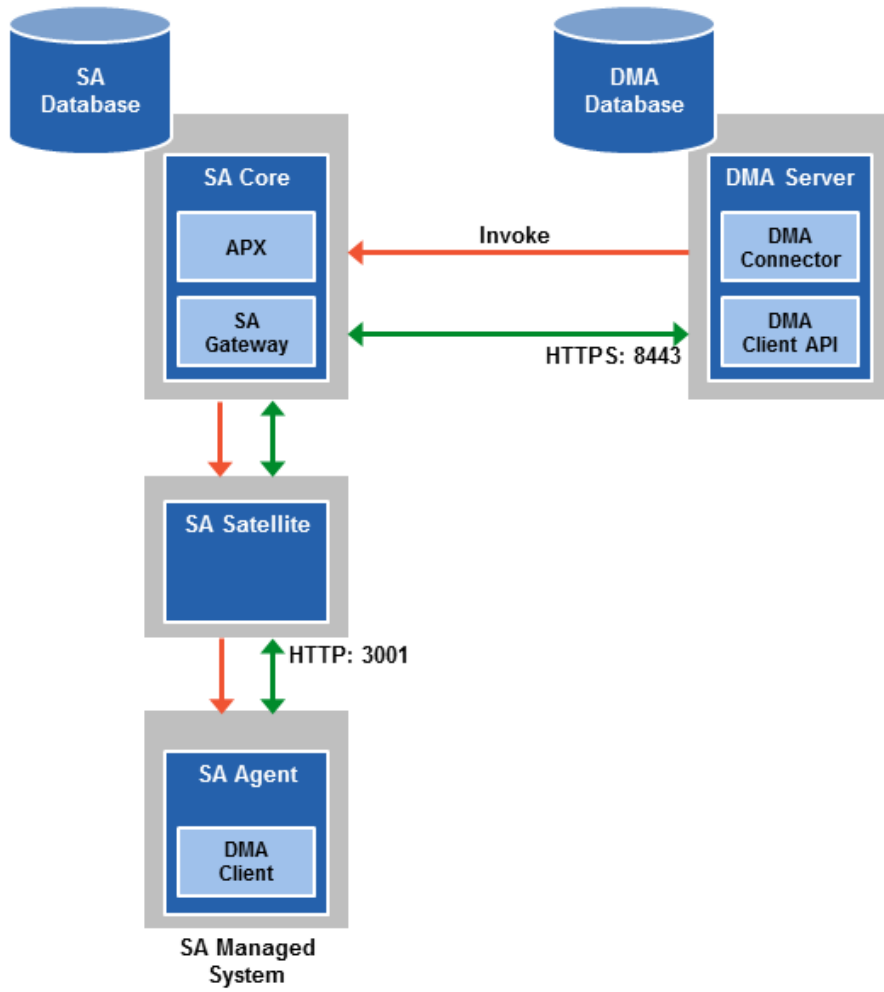 SA
Database
DMA
Database
SA Core
APX
SA
Gateway
Invoke
HTTPS: 8443
DMA Server
DMA
Connector
DMA
Client API
SA Satellite
HTTP: 3001
SA Agent
DMA
Client
SA Managed
System